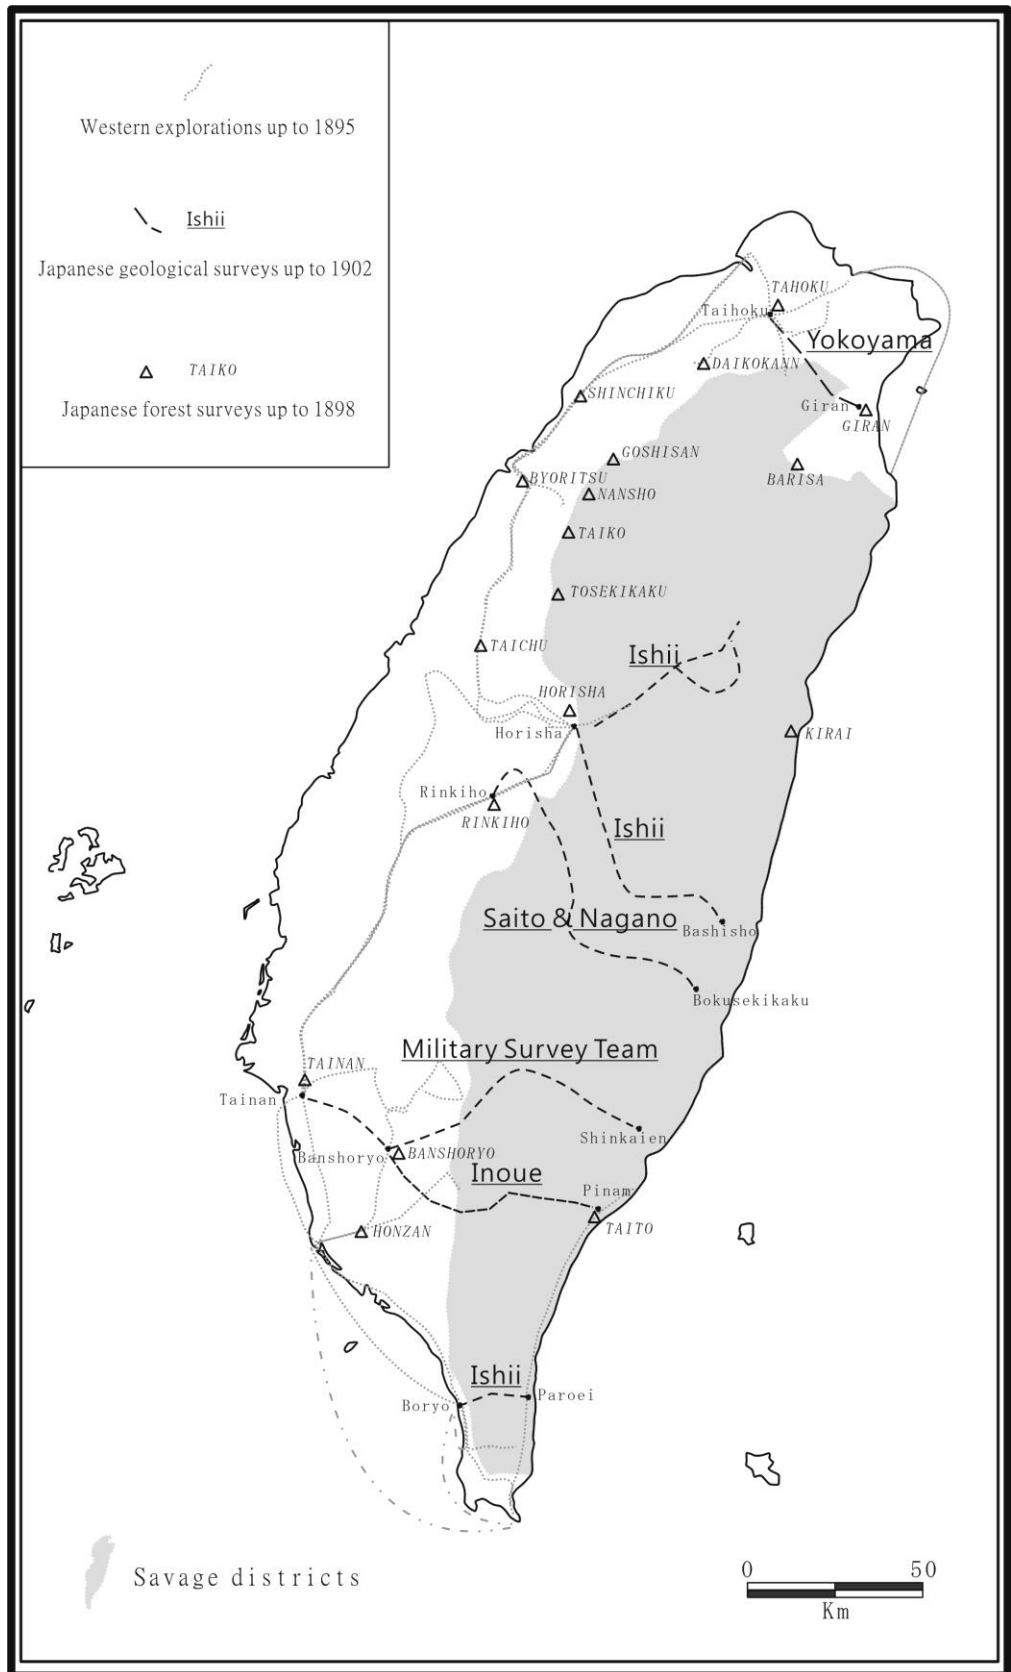 Western explorations up to 1895
Ishii
Japanese geological surveys up to 1902
TAIKO
Japanese forest surveys up to 1898
TAHOKU
Taihoku
Yokoyama
DAIKOKANN
SHINCHIKU
Giran
GIRAN
GOSHISAN
BARISA
BYORITSU
NANSHO
TAIKO
TOSEKIKAKU
TAICHU
Ishii
HORISHA
Horisha
KIRAI
Rinkiho
RINKIHO
Ishii
Saito & Nagano
Bashisho
Bokusekikaku
Military Survey Team
TAINAN
Tainan
Shinkaien
Banshoryo
BANSHORYO
Inoue
Pinam
TAITO
HONZAN
Ishii
Paroei
Boryo
Savage districts
0 50
Km